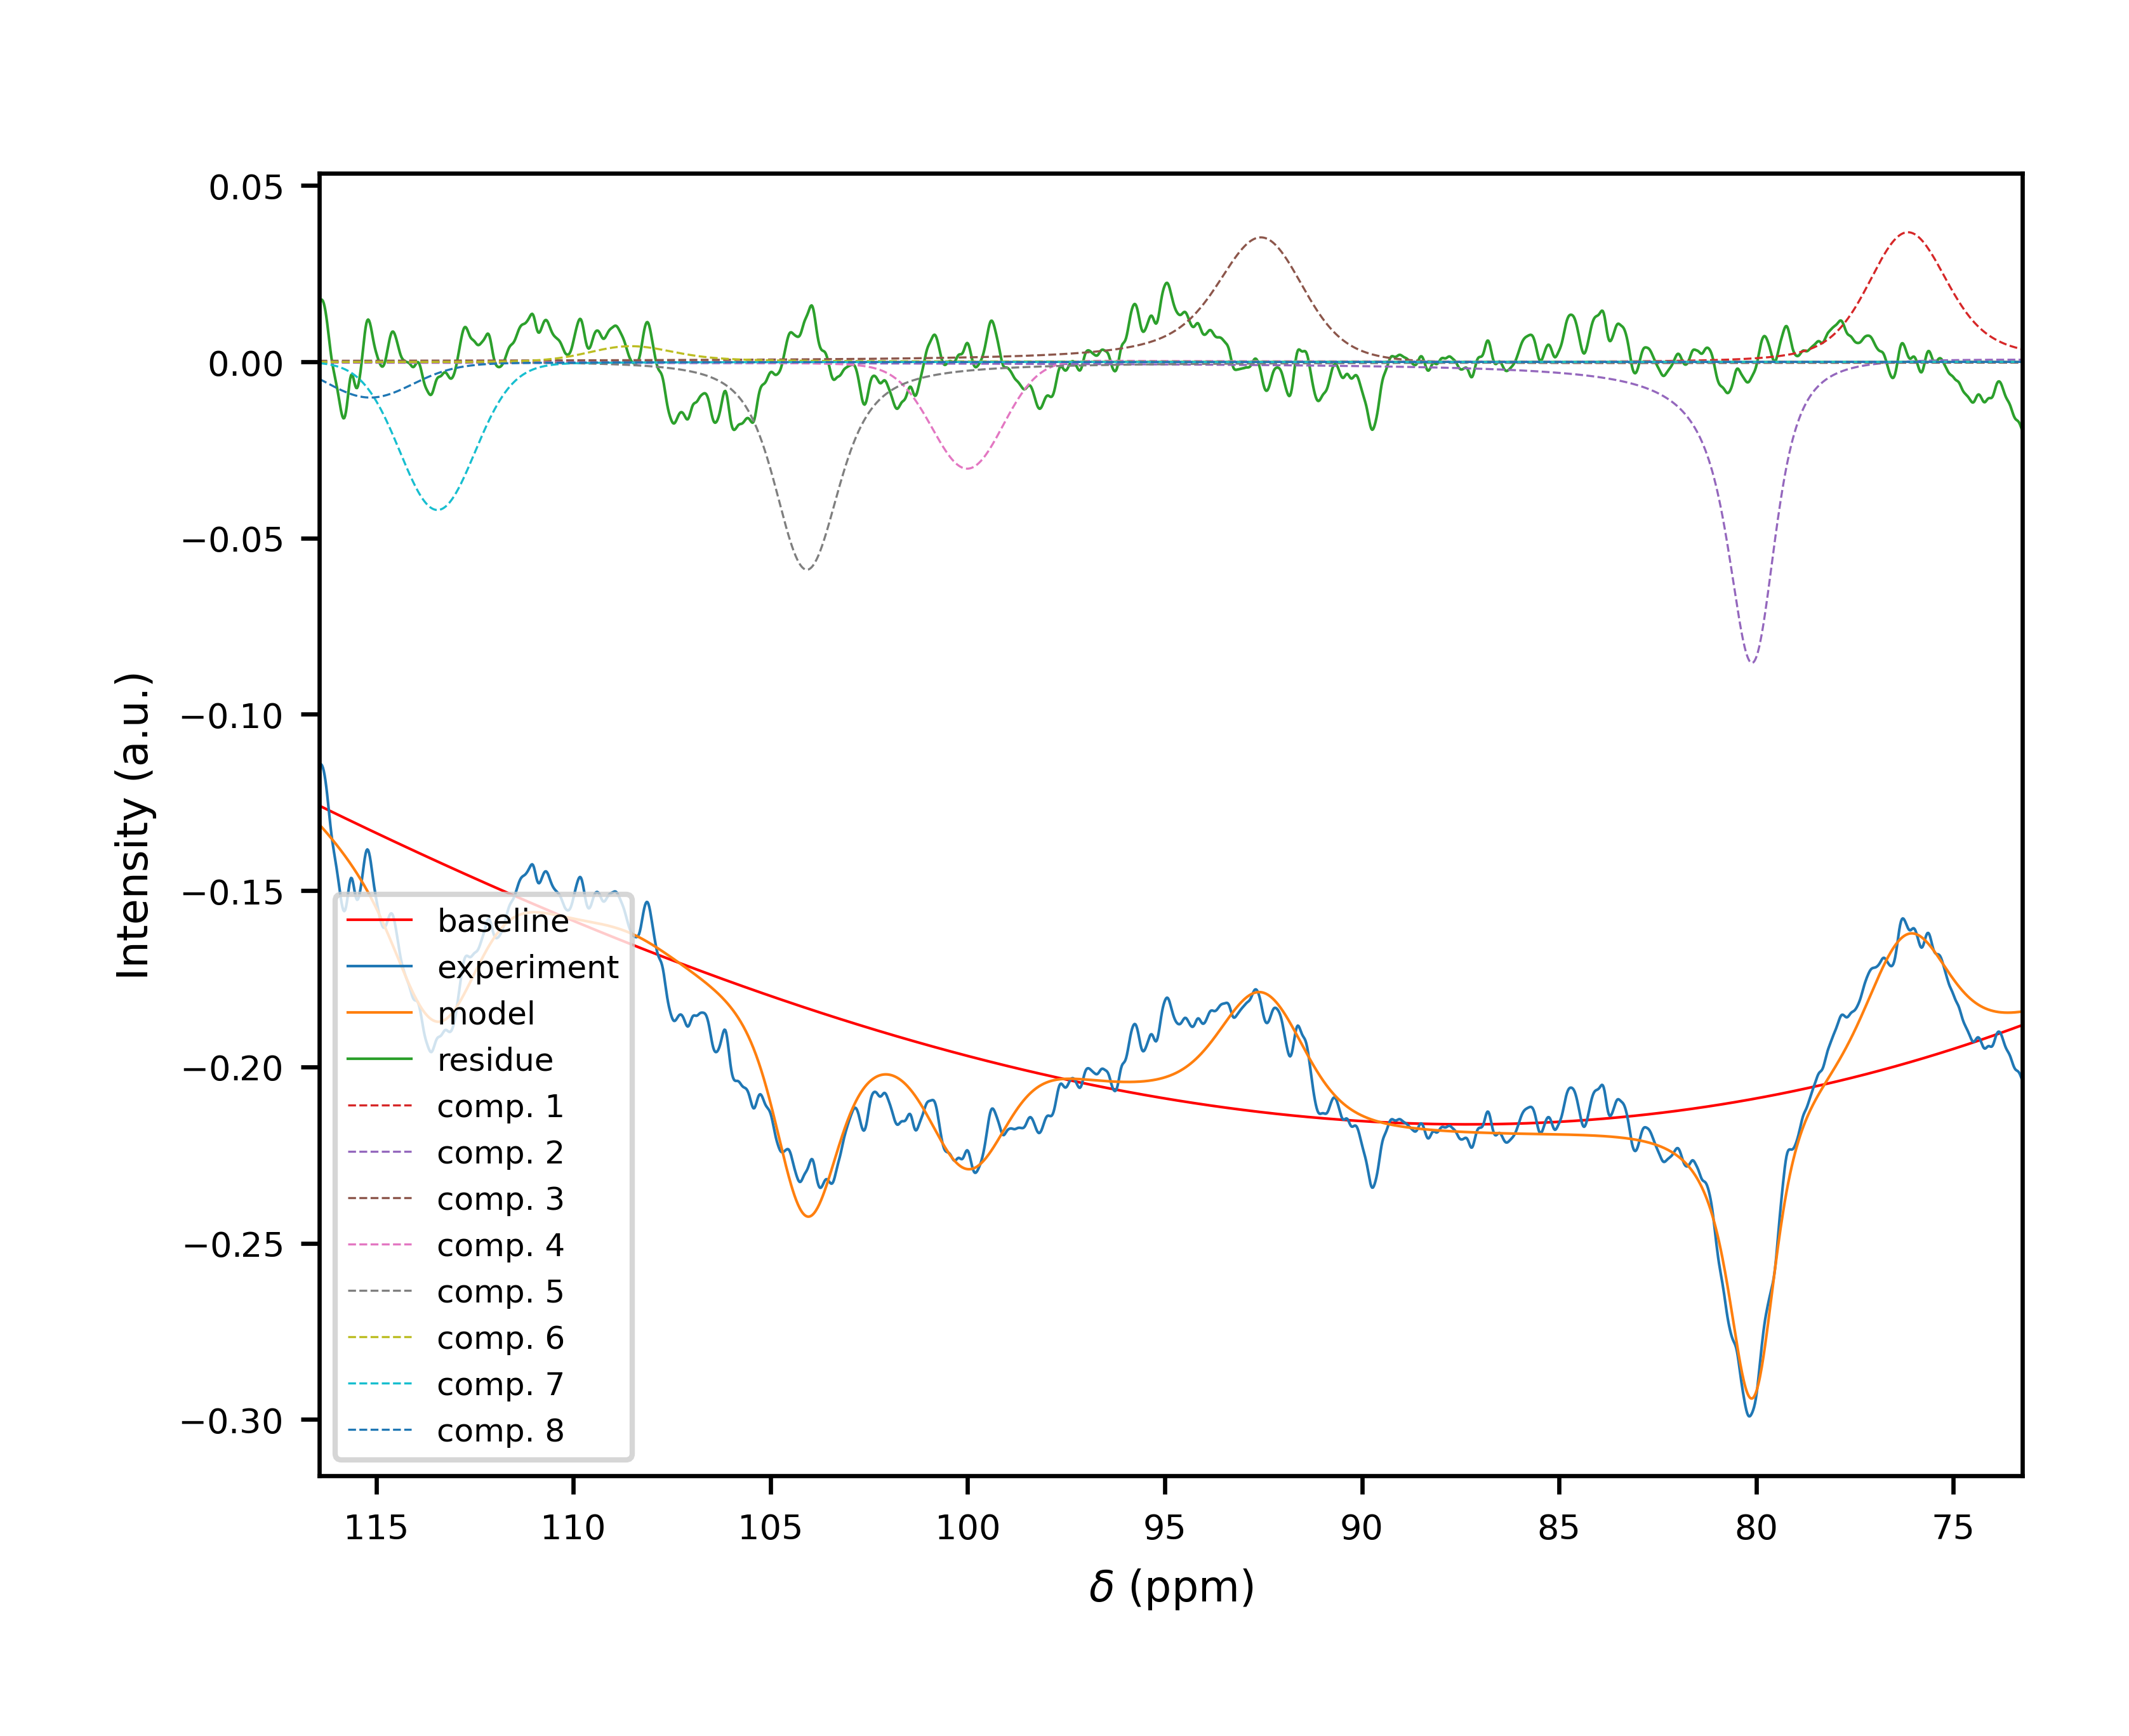 0.05
0.00
−0.05
−0.10
−0.15
−0.20
−0.25
−0.30
Intensity (a.u.)
baseline
experiment
model
residue
comp. 1
comp. 2
comp. 3
comp. 4
comp. 5
comp. 6
comp. 7
comp. 8
115 110 105 100 95 90 85 80 75
δ (ppm)